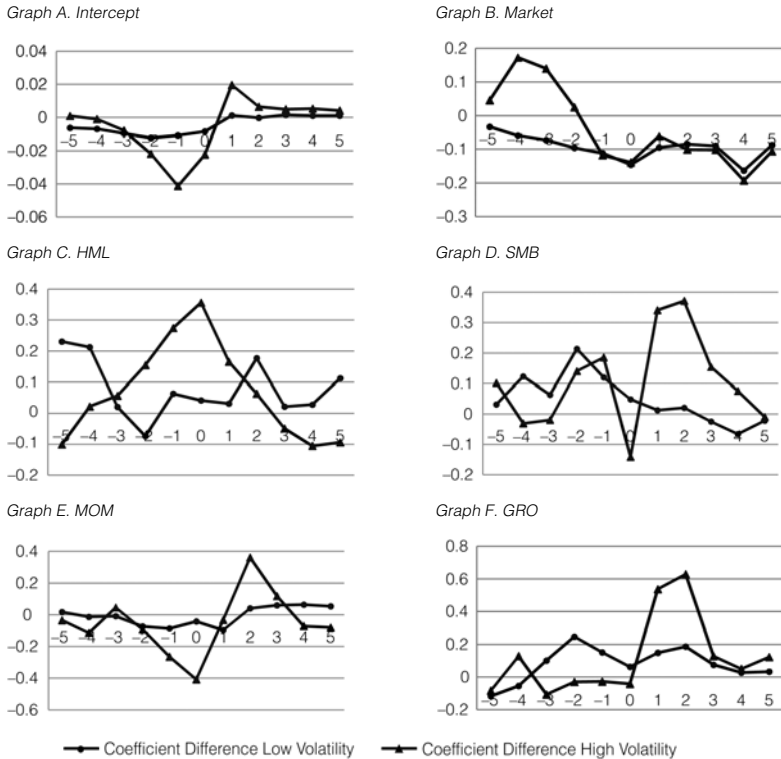 Graph A. Intercept
0.04
0.02
0
−0.02
−0.04
−0.06
−5 −4 −3 −2 −1 0 1 2 3 4 5
Graph B. Market
0.2
0.1
0
−0.1
−0.2
−0.3
−5 −4 −3 −2 −1 0 1 2 3 4 5
Graph C. HML
0.4
0.3
0.2
0.1
0
−0.1
−0.2
−5 −4 −3 −2 −1 0 1 2 3 4 5
Graph D. SMB
0.4
0.3
0.2
0.1
0
−0.1
−0.2
−5 −4 −3 −2 −1 0 1 2 3 4 5
Graph E. MOM
0.4
0.2
0
−0.2
−0.4
−0.6
−5 −4 −3 −2 −1 0 1 2 3 4 5
Graph F. GRO
0.8
0.6
0.4
0.2
0
−0.2
−5 −4 −3 −2 −1 0 1 2 3 4 5
Coefficient Difference Low Volatility
Coefficient Difference High Volatility